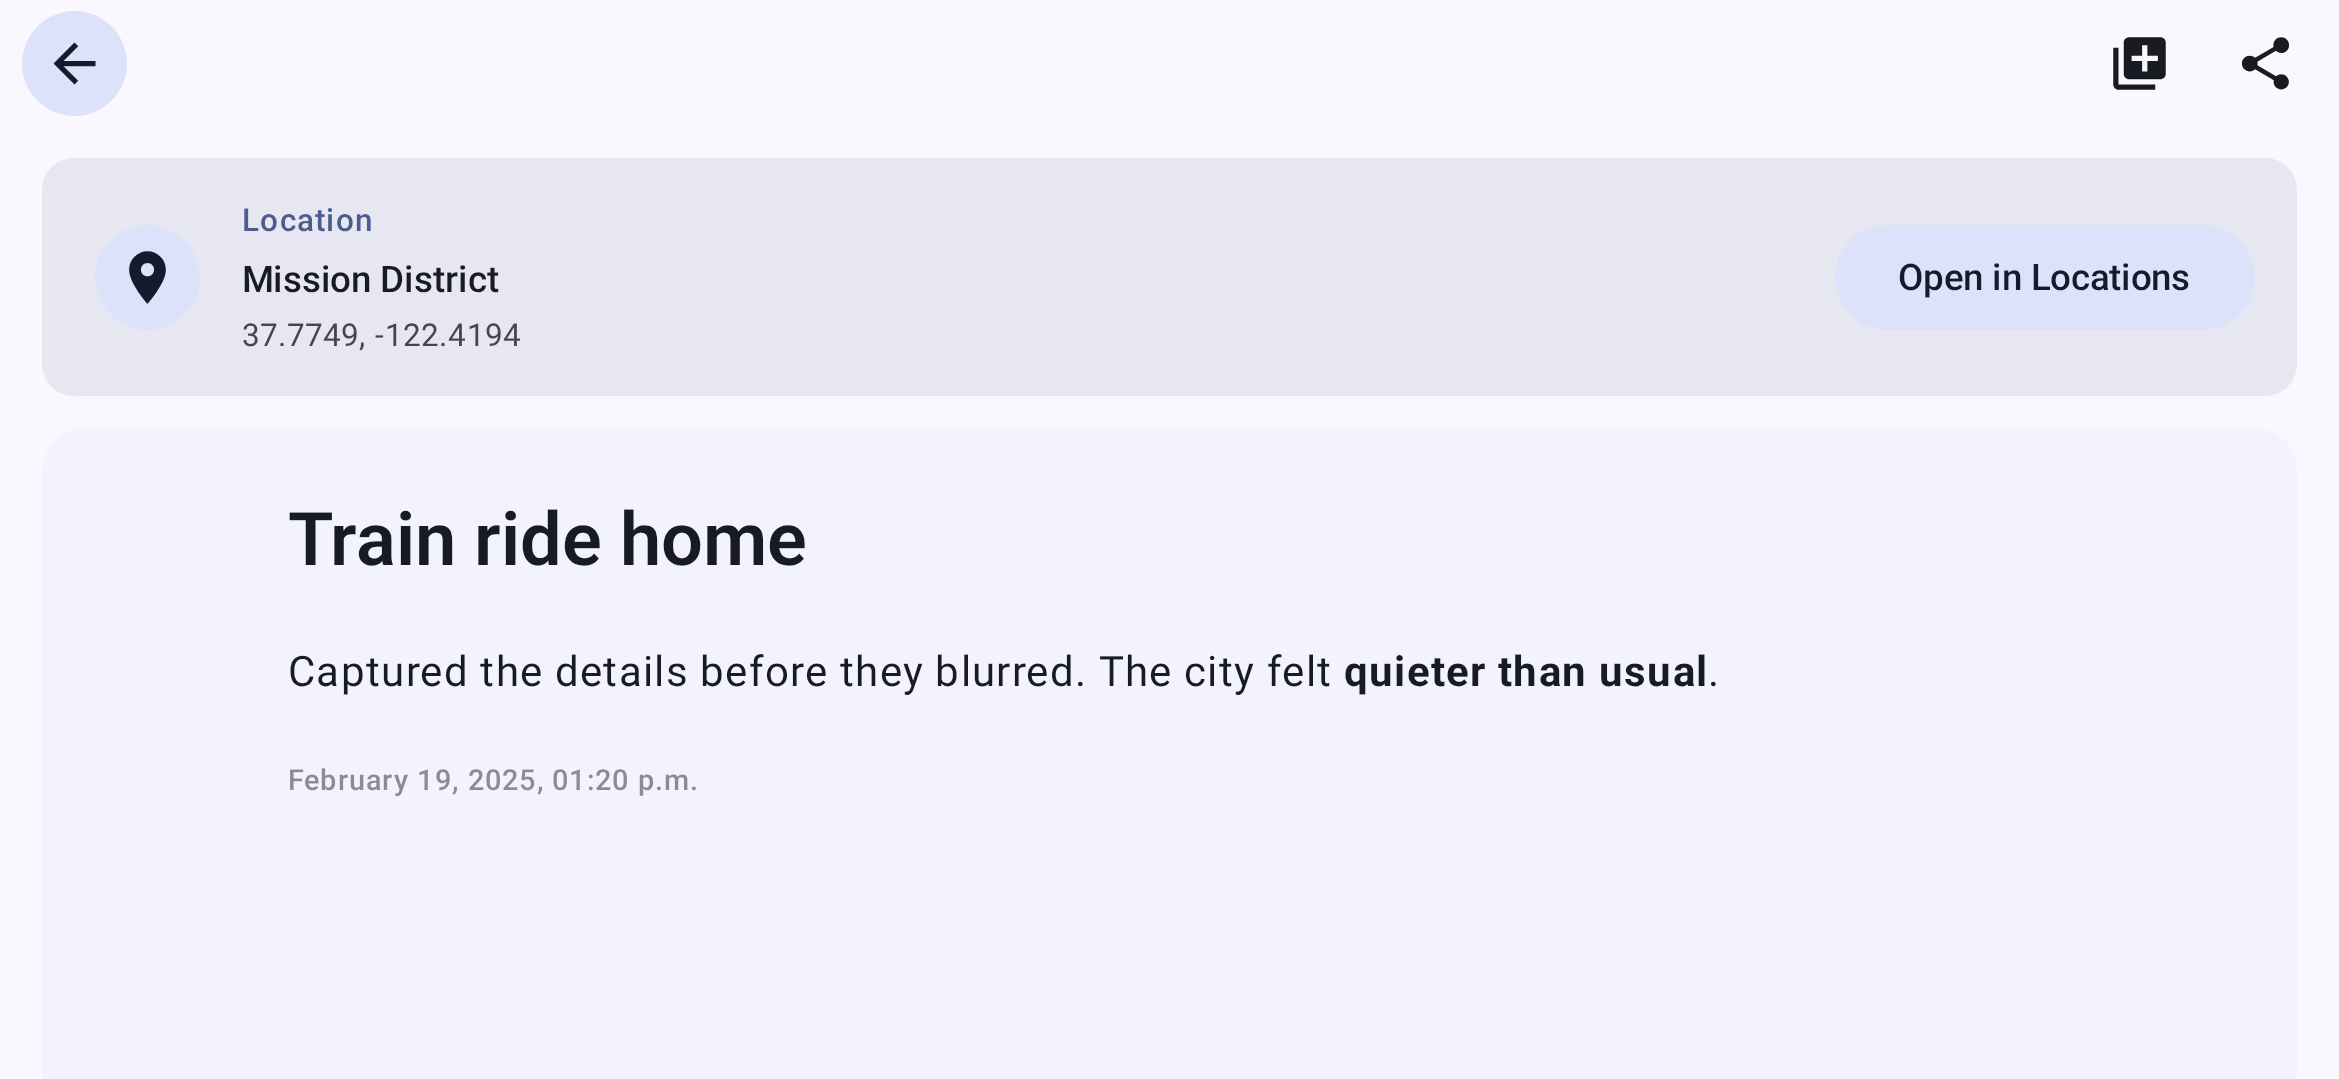 Location
Mission District
37.7749, -122.4194
Open in Locations
Train ride home
Captured the details before they blurred. The city felt quieter than usual.
February 19, 2025, 01:20 p.m.